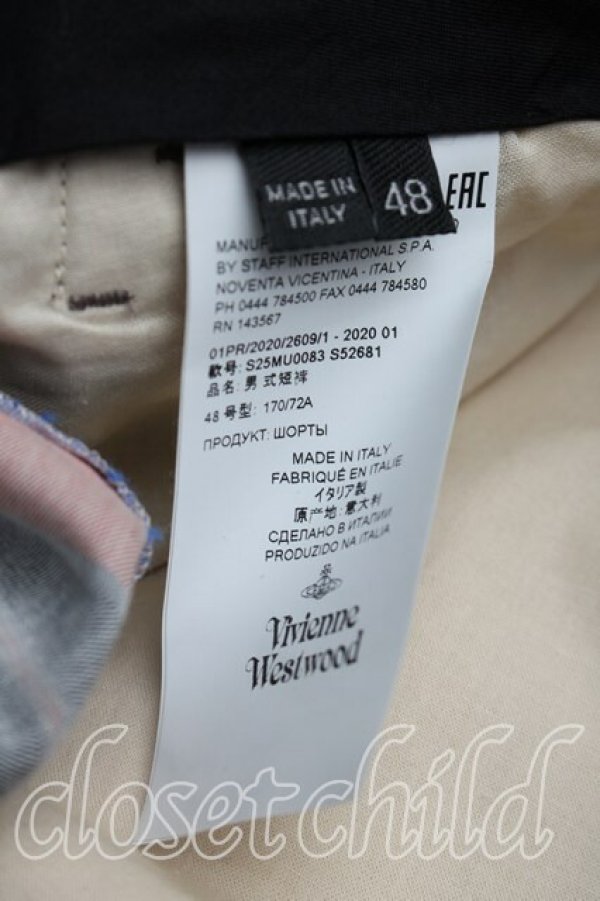 MADE IN
ITALY
48
EAC
MANUF
BY STAFF INTERNATIONAL S.P.A.
NOVENTA VICENTINA - ITALY
PH 0444 784500 FAX 0444 784580
RN 143567
01PR/2020/2609/1 - 2020 01
款号: S25MU0083 S52681
品名: 男式短裤
48 号型: 170/72A
ПРОДУКТ: ШОРТЫ
MADE IN ITALY
FABRIQUÉ EN ITALIE
イタリア製
原产地: 意大利
СДЕЛАНО В ИТАЛИИ
PRODUZIDO NA ITALIA
Vivienne
Westwood
closet child